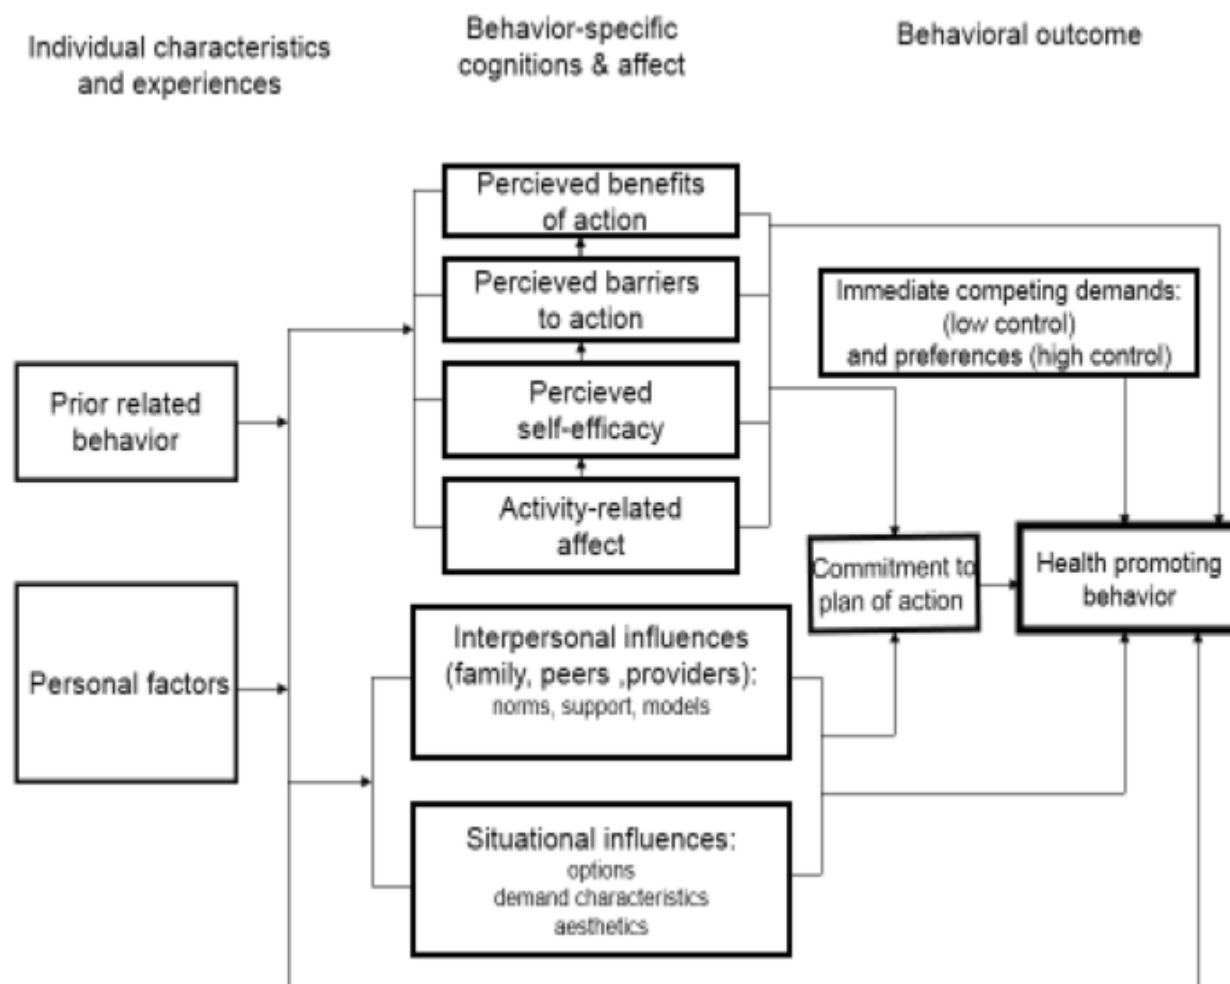 Individual characteristics
and experiences
Behavior-specific
cognitions & affect
Behavioral outcome
Percieved benefits
of action
Percieved barriers
to action
Percieved
self-efficacy
Activity-related
affect
Immediate competing demands:
(low control)
and preferences (high control)
Prior related
behavior
Personal factors
Interpersonal influences
(family, peers ,providers):
norms, support, models
Situational influences:
options
demand characteristics
aesthetics
Commitment to
plan of action
Health promoting
behavior